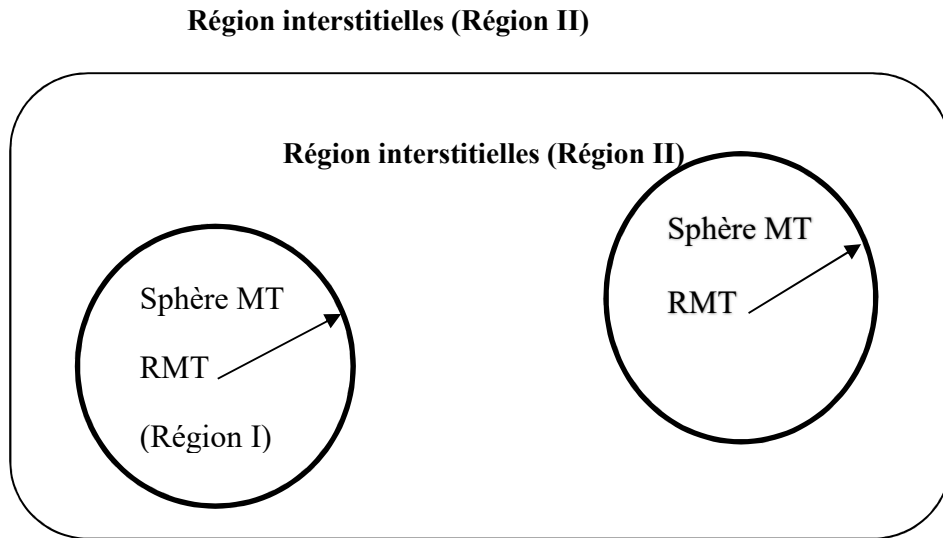 Région interstitielles (Région II)
Région interstitielles (Région II)
Sphère MT
RMT
(Région I)
Sphère MT
RMT